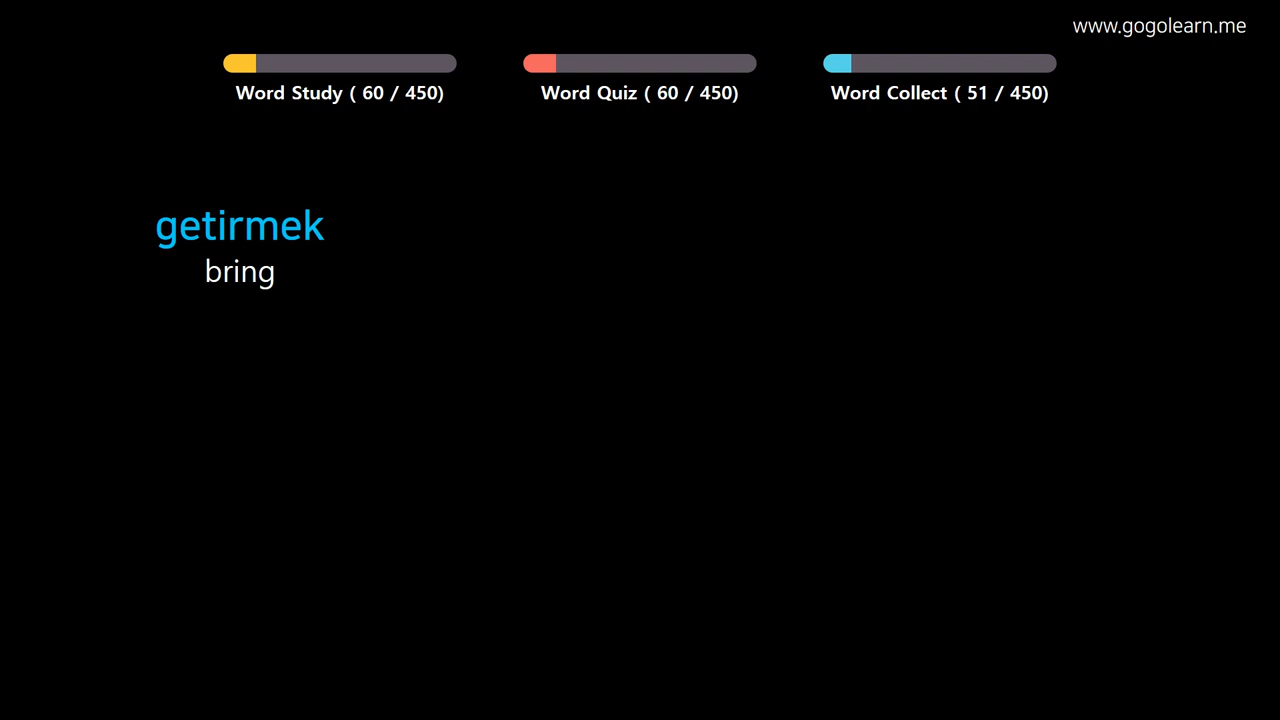 www.gogolearn.me
Word Study ( 60 / 450)
Word Quiz ( 60 / 450)
Word Collect ( 51 / 450)
getirmek
bring